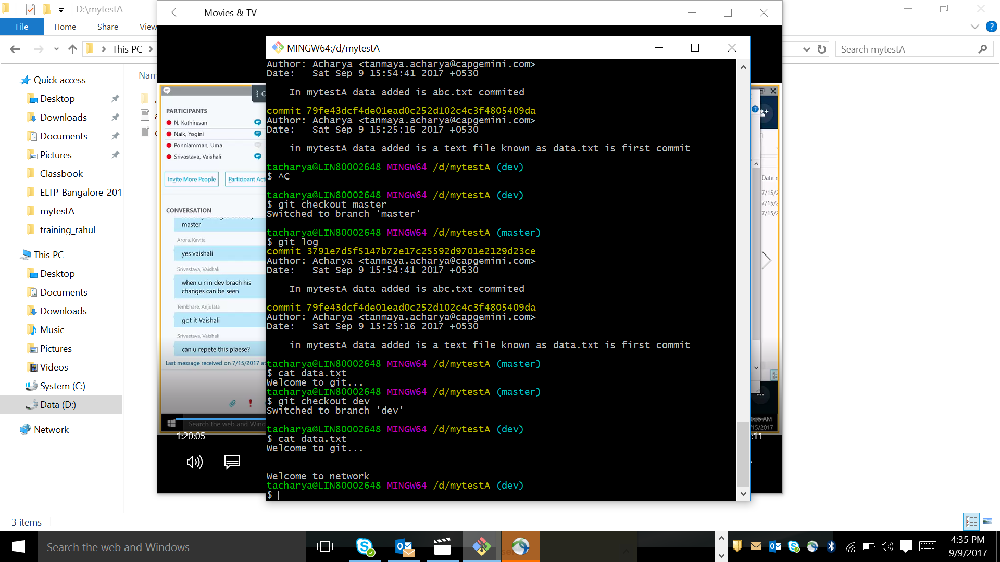 D:\mytestA
File
Home
Share
View
This PC
Search mytestA
Quick access
Desktop
Downloads
Documents
Pictures
Classbook
ELTP_Bangalore_201
mytestA
training_rahul
This PC
Desktop
Documents
Downloads
Music
Pictures
Videos
System (C:)
Data (D:)
Network
3 items
Nam
Movies & TV
PARTICIPANTS
N, Kathiresan
Naik, Yogini
Ponniamman, Uma
Srivastava, Vaishali
Invite More People
Participant Acti
CONVERSATION
master
Arora, Kavita
yes vaishali
Srivastava, Vaishali
when u r in dev brach his
changes can be seen
Tembhare, Anjulata
got it Vaishali
Srivastava, Vaishali
can u repete this plaese?
Last message received on 7/15/2017 at
Search the web and Wind
1:20:05
MINGW64:/d/mytestA
Author: Acharya <tanmaya.acharya@capgemini.com>
Date:   Sat Sep 9 15:54:41 2017 +0530
In mytestA data added is abc.txt commited
commit 79fe43dcf4de01ead0c252d102c4c3f4805409da
Author: Acharya <tanmaya.acharya@capgemini.com>
Date:   Sat Sep 9 15:25:16 2017 +0530
in mytestA data added is a text file known as data.txt is first commit
tacharya@LIN80002648 MINGW64 /d/mytestA (dev)
$ ^C
tacharya@LIN80002648 MINGW64 /d/mytestA (dev)
$ git checkout master
Switched to branch 'master'
tacharya@LIN80002648 MINGW64 /d/mytestA (master)
$ git log
commit 3791e7d5f5147b72e17c25592d9701e2129d23ce
Author: Acharya <tanmaya.acharya@capgemini.com>
Date:   Sat Sep 9 15:54:41 2017 +0530
In mytestA data added is abc.txt commited
commit 79fe43dcf4de01ead0c252d102c4c3f4805409da
Author: Acharya <tanmaya.acharya@capgemini.com>
Date:   Sat Sep 9 15:25:16 2017 +0530
in mytestA data added is a text file known as data.txt is first commit
tacharya@LIN80002648 MINGW64 /d/mytestA (master)
$ cat data.txt
Welcome to git...
tacharya@LIN80002648 MINGW64 /d/mytestA (master)
$ git checkout dev
Switched to branch 'dev'
tacharya@LIN80002648 MINGW64 /d/mytestA (dev)
$ cat data.txt
Welcome to git...
Welcome to network
tacharya@LIN80002648 MINGW64 /d/mytestA (dev)
$
Date n
7/15/2
7/15/2
7/15/2
0:35 AM
/15/2017
:11
Search the web and Windows
4:35 PM
9/9/2017